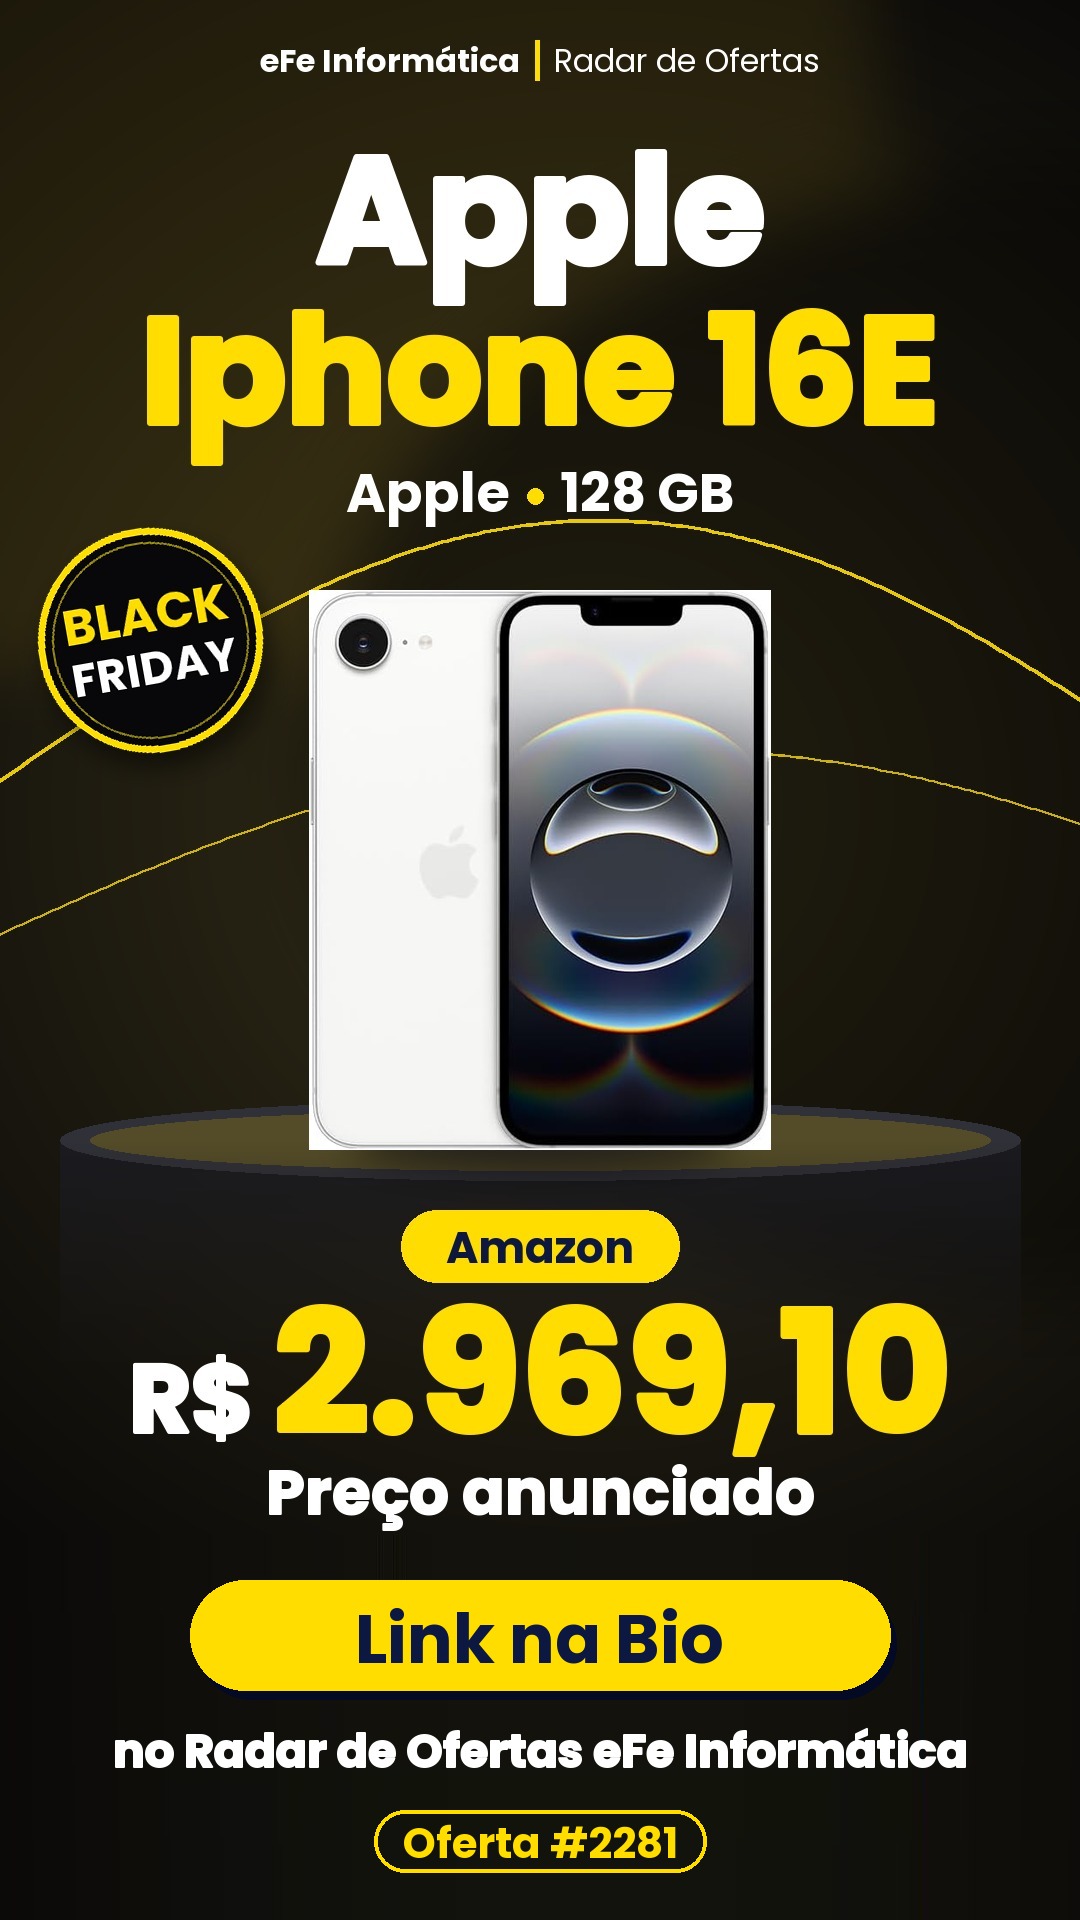 eFe Informática | Radar de Ofertas
Apple
Iphone 16E
Apple • 128 GB
BLACK
FRIDAY
Amazon
R$ 2.969,10
Preço anunciado
Link na Bio
no Radar de Ofertas eFe Informática
Oferta #2281